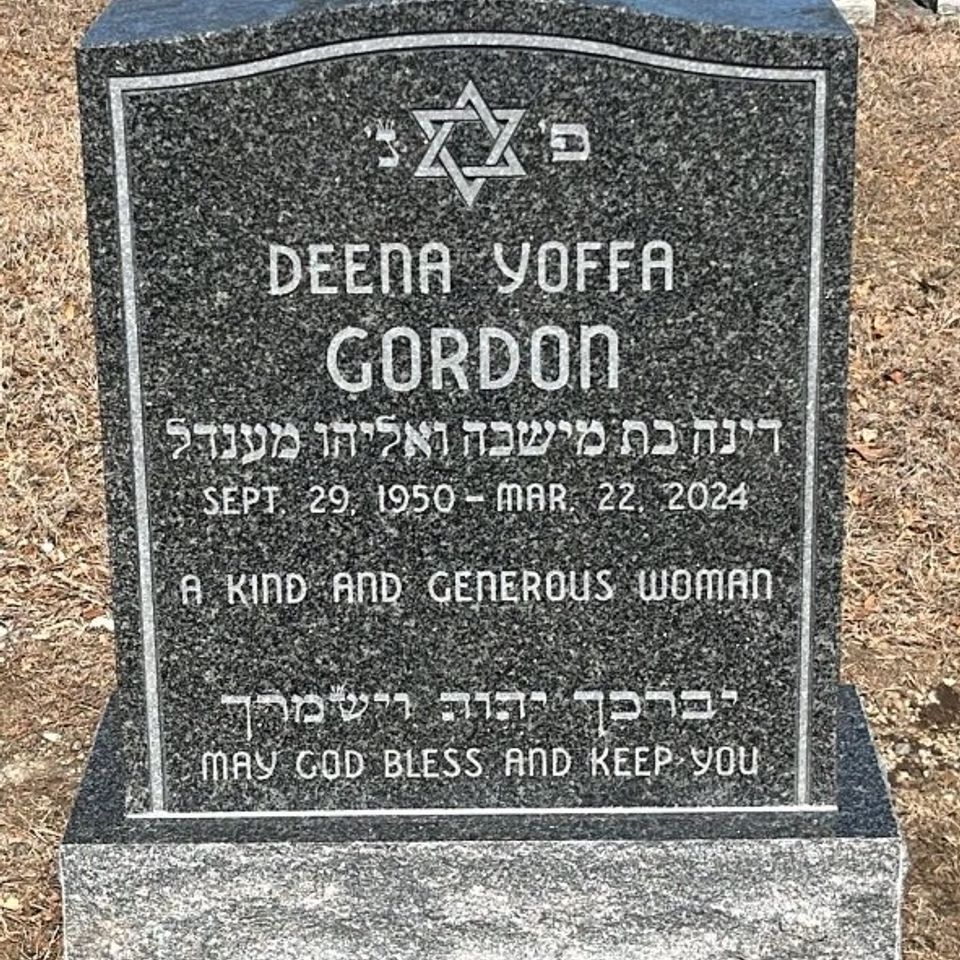 פ' נ'
DEENA YOFFA
GORDON
דינה בת מישכה ואליהו מענדל
SEPT. 29, 1950 – MAR. 22, 2024
A KIND AND GENEROUS WOMAN
יברכך יהוה וישמרך
MAY GOD BLESS AND KEEP YOU